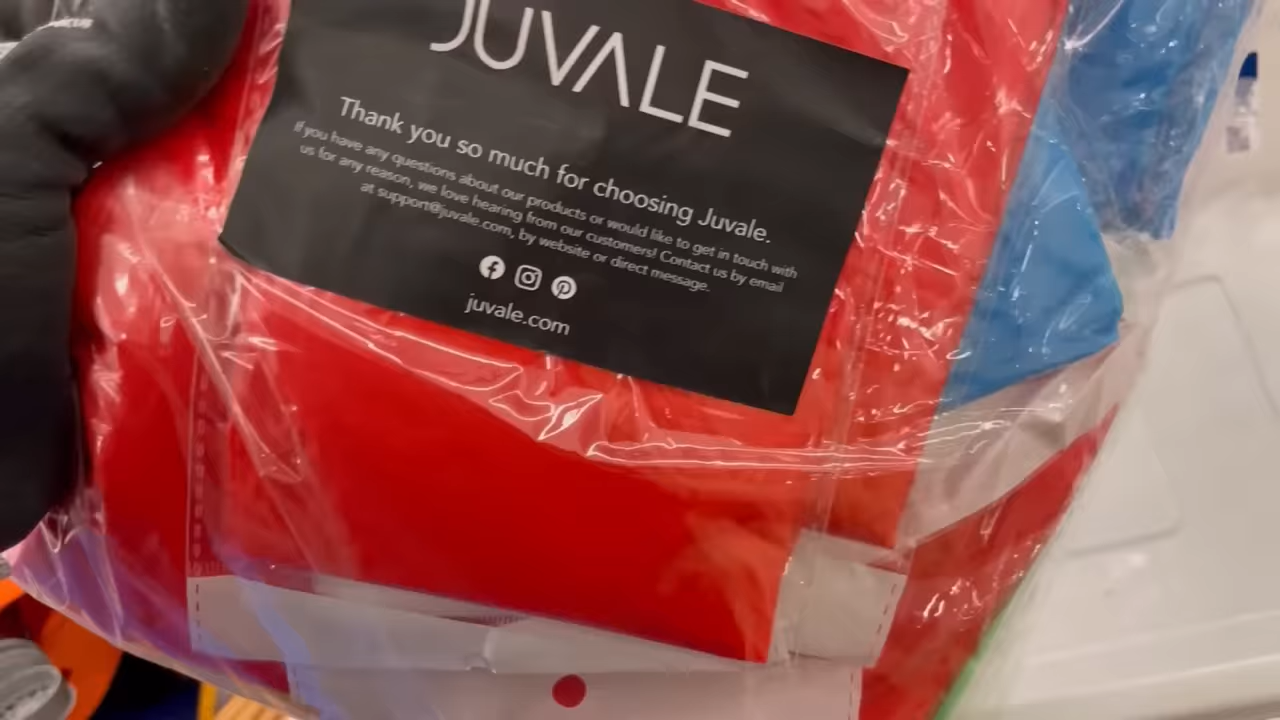 JUVALE
Thank you so much for choosing Juvale.
If you have any questions about our products or would like to get in touch with
us for any reason, we love hearing from our customers! Contact us by email
at support@juvale.com, by website or direct message.
juvale.com